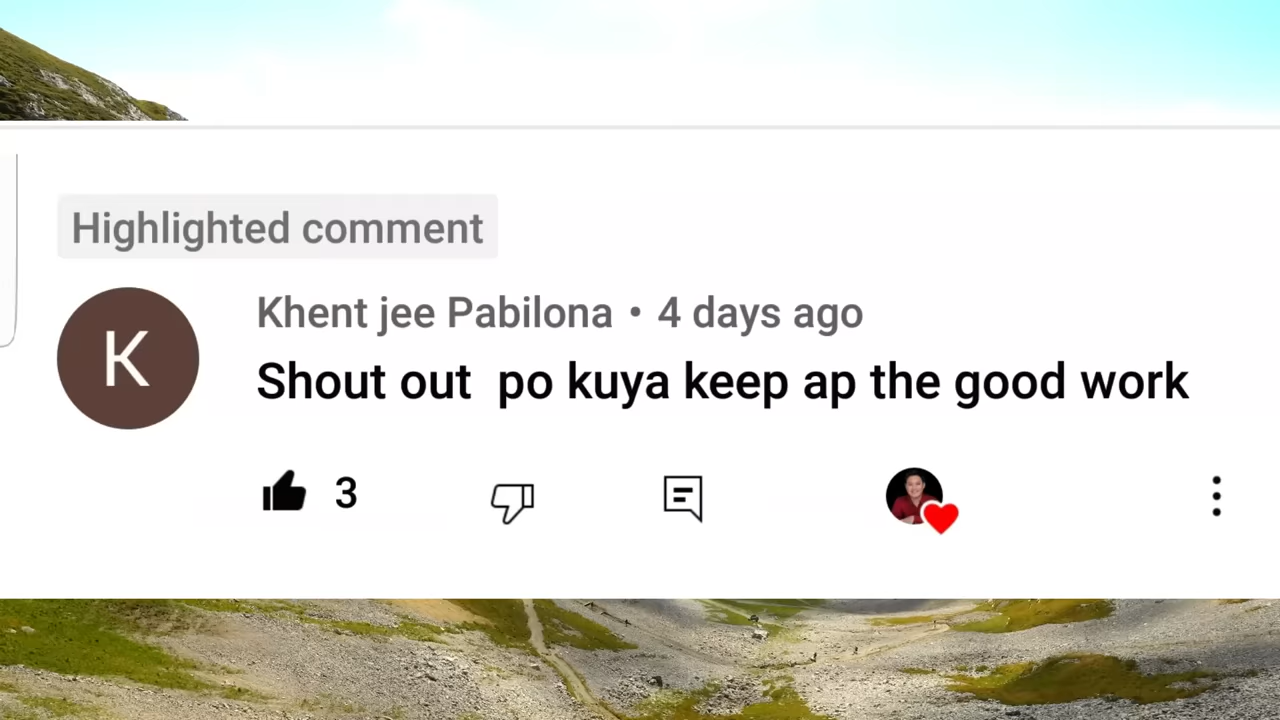 Highlighted comment
K
Khent jee Pabilona • 4 days ago
Shout out po kuya keep ap the good work
3